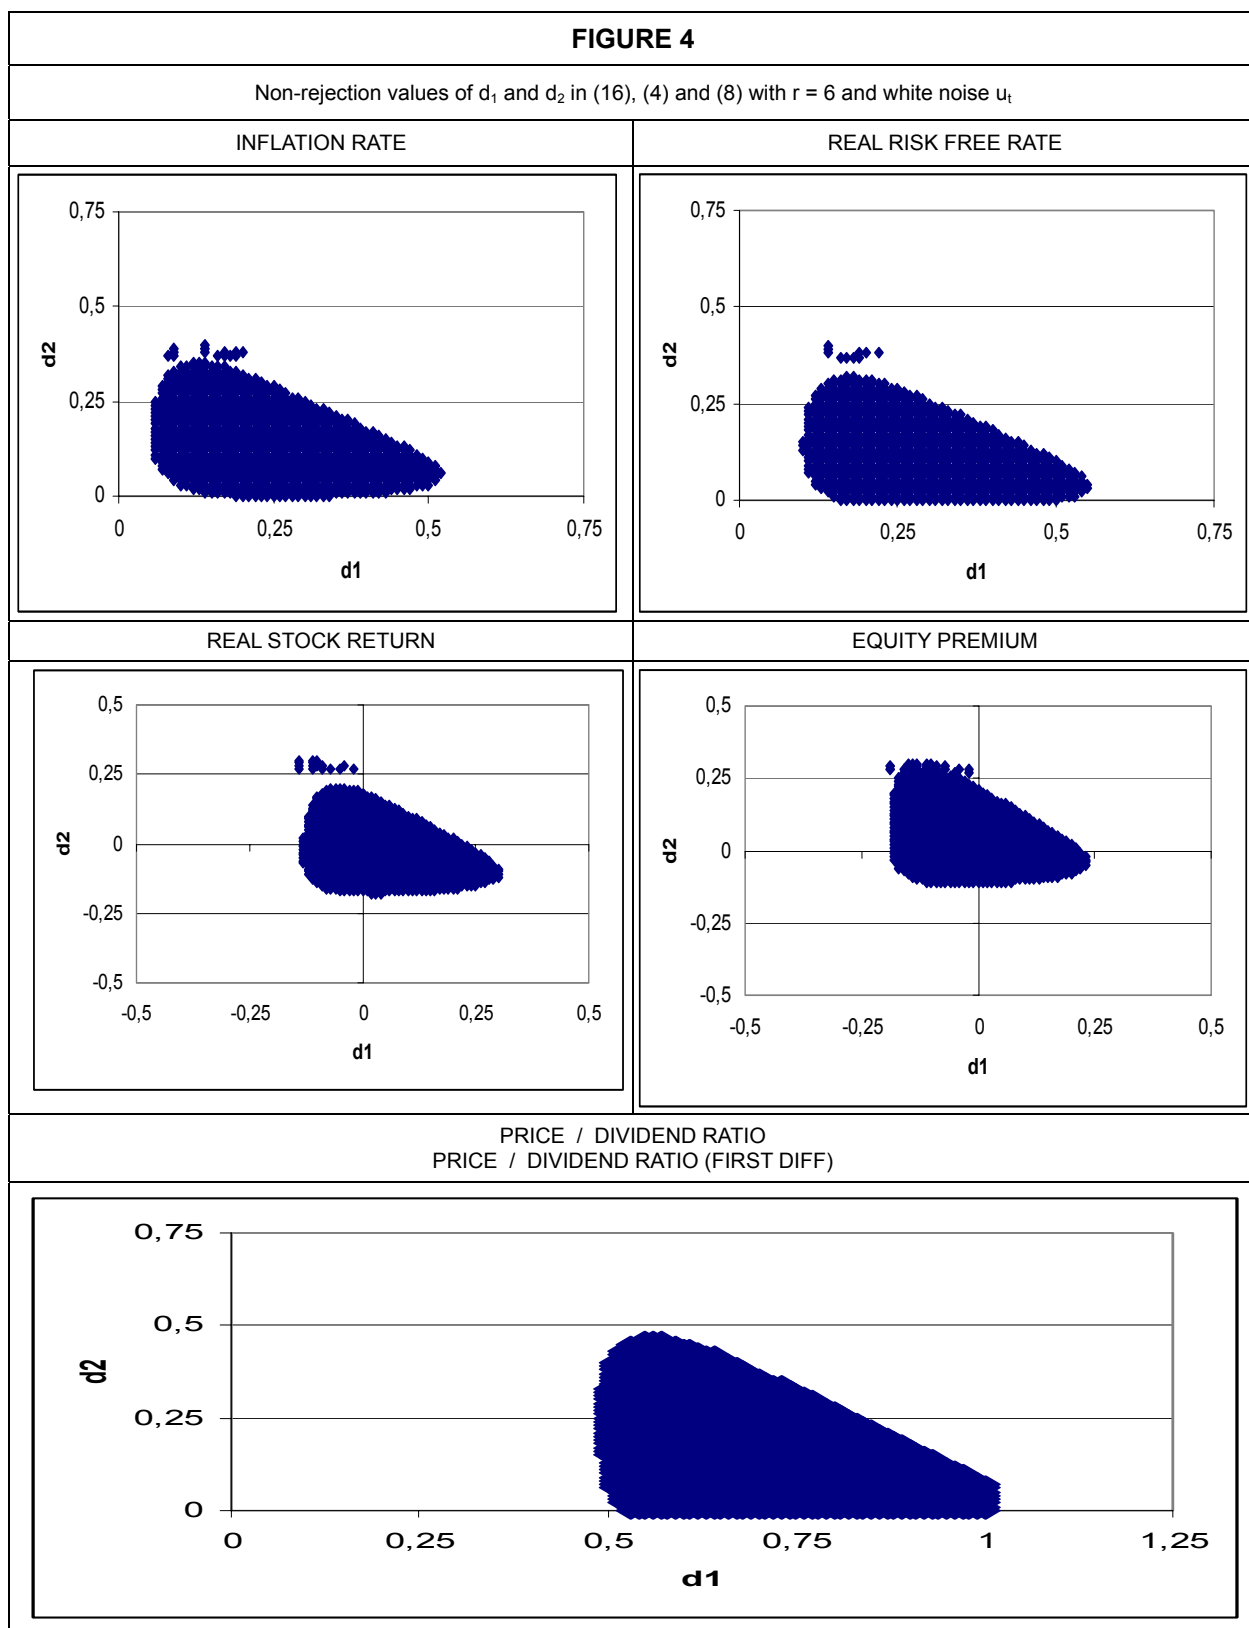 FIGURE 4
Non-rejection values of d₁ and d₂ in (16), (4) and (8) with r = 6 and white noise uₜ
INFLATION RATE
REAL RISK FREE RATE
0,75
0,5
0,25
0
d2
0
0,25
0,5
0,75
d1
0,75
0,5
0,25
0
d2
0
0,25
0,5
0,75
d1
REAL STOCK RETURN
EQUITY PREMIUM
0,5
0,25
0
-0,25
-0,5
d2
-0,5
-0,25
0
0,25
0,5
d1
0,5
0,25
0
-0,25
-0,5
d2
-0,5
-0,25
0
0,25
0,5
d1
PRICE / DIVIDEND RATIO
PRICE / DIVIDEND RATIO (FIRST DIFF)
0,75
0,5
0,25
0
d2
0
0,25
0,5
0,75
1
1,25
d1